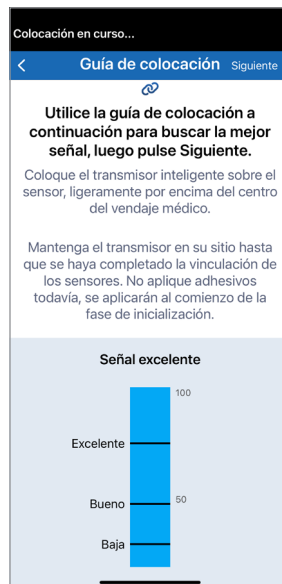 Colocación en curso...
Guía de colocación Siguiente
Utilice la guía de colocación a
continuación para buscar la mejor
señal, luego pulse Siguiente.
Coloque el transmisor inteligente sobre el
sensor, ligeramente por encima del centro
del vendaje médico.
Mantenga el transmisor en su sitio hasta
que se haya completado la vinculación de
los sensores. No aplique adhesivos
todavía, se aplicarán al comienzo de la
fase de inicialización.
Señal excelente
100
Excelente
50
Bueno
Baja